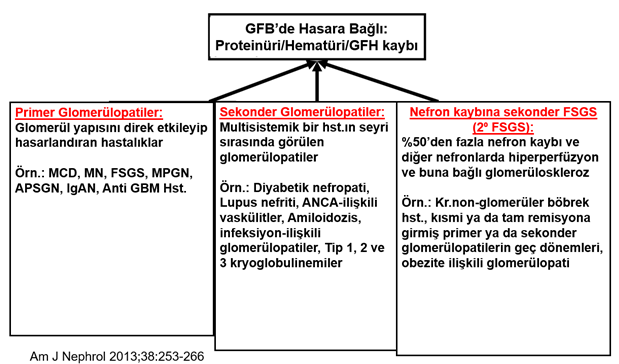 GFB’de Hasara Bağlı:
Proteinüri/Hematüri/GFH kaybı
Primer Glomerülopatiler:
Glomerül yapısını direk etkileyip
hasarlandıran hastalıklar
Örn.: MCD, MN, FSGS, MPGN,
APSGN, IgAN, Anti GBM Hst.
Sekonder Glomerülopatiler:
Multisistemik bir hst.ın seyri
sırasında görülen
glomerülopatiler
Örn.: Diyabetik nefropati,
Lupus nefriti, ANCA-ilişkili
vaskülitler, Amiloidozis,
infeksiyon-ilişkili
glomerülopatiler, Tip 1, 2 ve
3 kryoglobulinemiler
Nefron kaybına sekonder FSGS
(2º FSGS):
%50’den fazla nefron kaybı ve
diğer nefronlarda hiperperfüzyon
ve buna bağlı glomerüloskleroz
Örn.: Kr.non-glomerüler böbrek
hst., kısmi ya da tam remisyona
girmiş primer ya da sekonder
glomerülopatilerin geç dönemleri,
obezite ilişkili glomerülopati
Am J Nephrol 2013;38:253-266